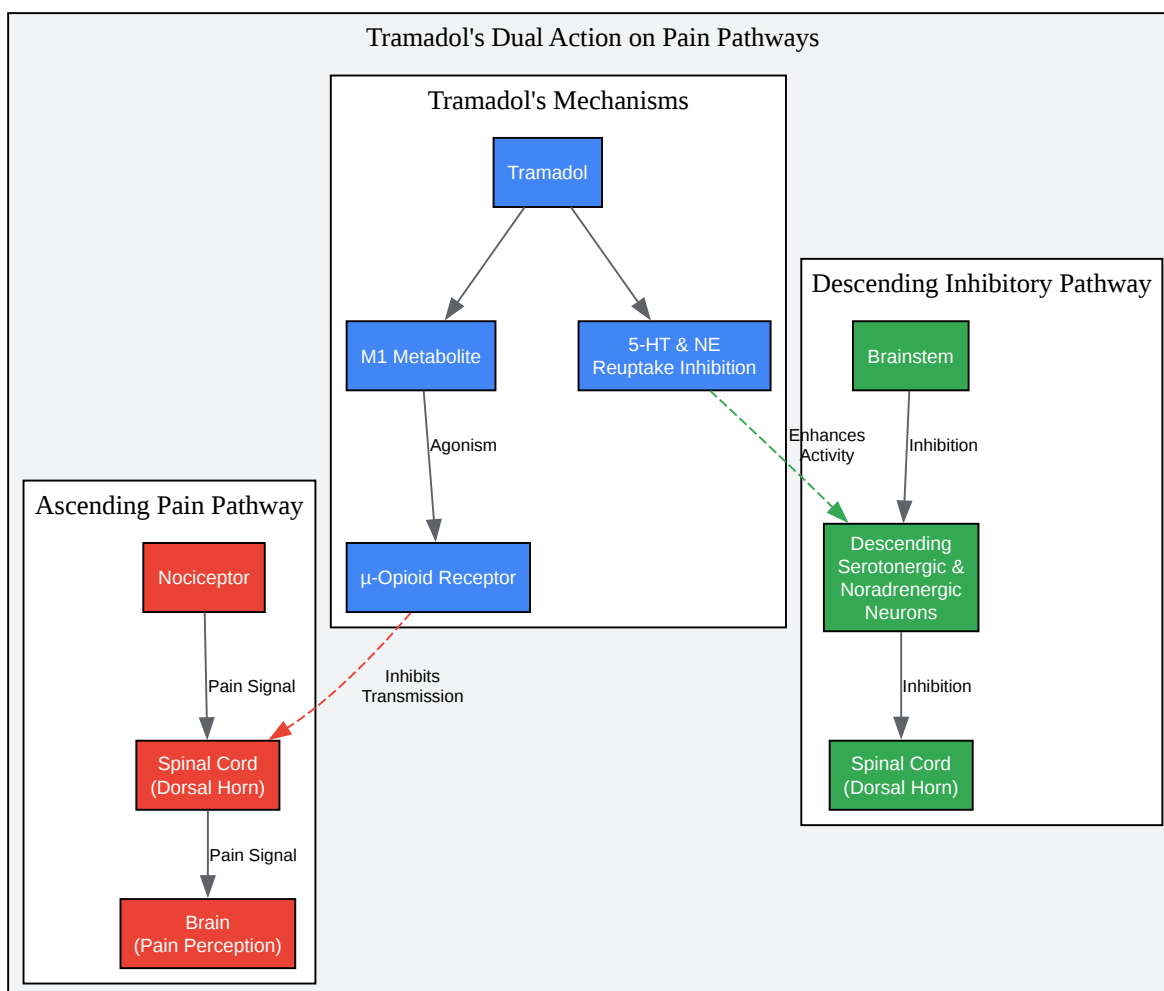 Tramadol's Dual Action on Pain Pathways
Tramadol's Mechanisms
Tramadol
M1 Metabolite
5-HT & NE
Reuptake Inhibition
Agonism
µ-Opioid Receptor
Enhances
Activity
Inhibits
Transmission
Descending Inhibitory Pathway
Brainstem
Inhibition
Descending
Serotonergic &
Noradrenergic
Neurons
Inhibition
Spinal Cord
(Dorsal Horn)
Ascending Pain Pathway
Nociceptor
Pain Signal
Spinal Cord
(Dorsal Horn)
Pain Signal
Brain
(Pain Perception)